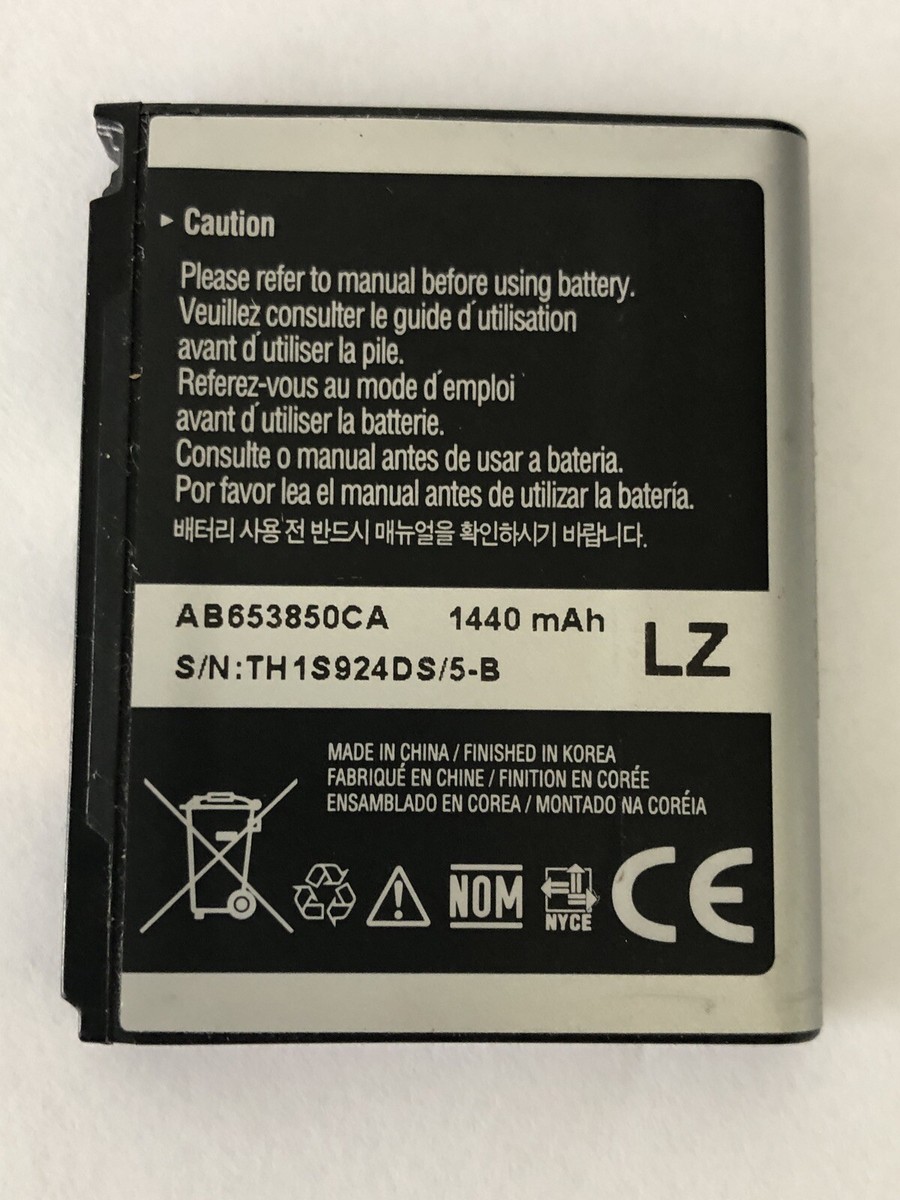 ▸ Caution
Please refer to manual before using battery.
Veuillez consulter le guide d´utilisation
avant d´utiliser la pile.
Referez-vous au mode d´emploi
avant d´utiliser la batterie.
Consulte o manual antes de usar a bateria.
Por favor lea el manual antes de utilizar la batería.
배터리 사용 전 반드시 매뉴얼을 확인하시기 바랍니다.
AB653850CA 1440 mAh
LZ
S/N:TH1S924DS/5-B
MADE IN CHINA / FINISHED IN KOREA
FABRIQUÉ EN CHINE / FINITION EN CORÉE
ENSAMBLADO EN COREA / MONTADO NA CORÉIA
NOM
NYCE
CE